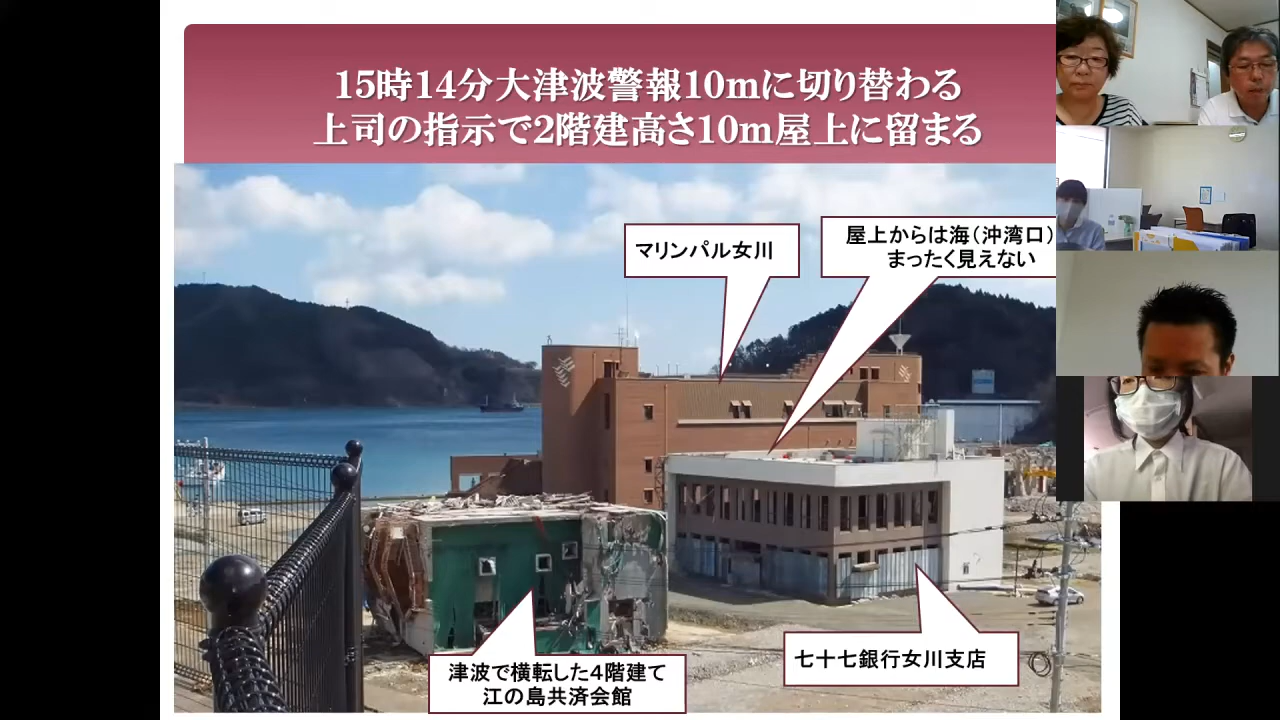 15時14分大津波警報10mに切り替わる
上司の指示で2階建高さ10m屋上に留まる
マリンパル女川
屋上からは海（沖湾口）
まったく見えない
津波で横転した４階建て
江の島共済会館
七十七銀行女川支店